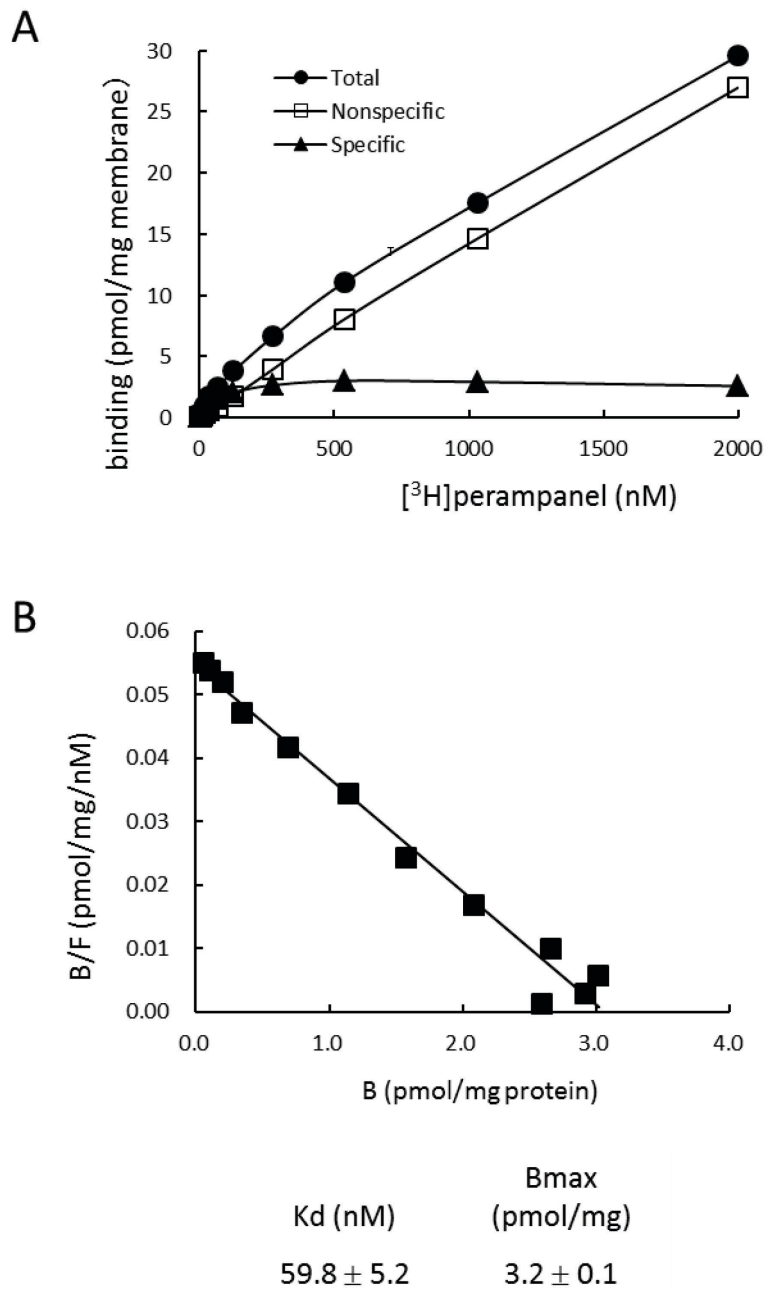 A
30
25
20
15
10
5
0
Total
Nonspecific
Specific
binding (pmol/mg membrane)
0 500 1000 1500 2000
[³H]perampanel (nM)
B
0.06
0.05
0.04
0.03
0.02
0.01
0.00
B/F (pmol/mg/nM)
0.0 1.0 2.0 3.0 4.0
B (pmol/mg protein)
Bmax
Kd (nM) (pmol/mg)
59.8 ± 5.2 3.2 ± 0.1